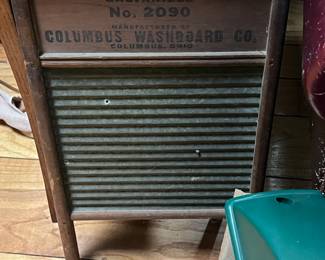 No. 2090
MANUFACTURED BY
COLUMBUS WASHBOARD CO.
COLUMBUS, OHIO